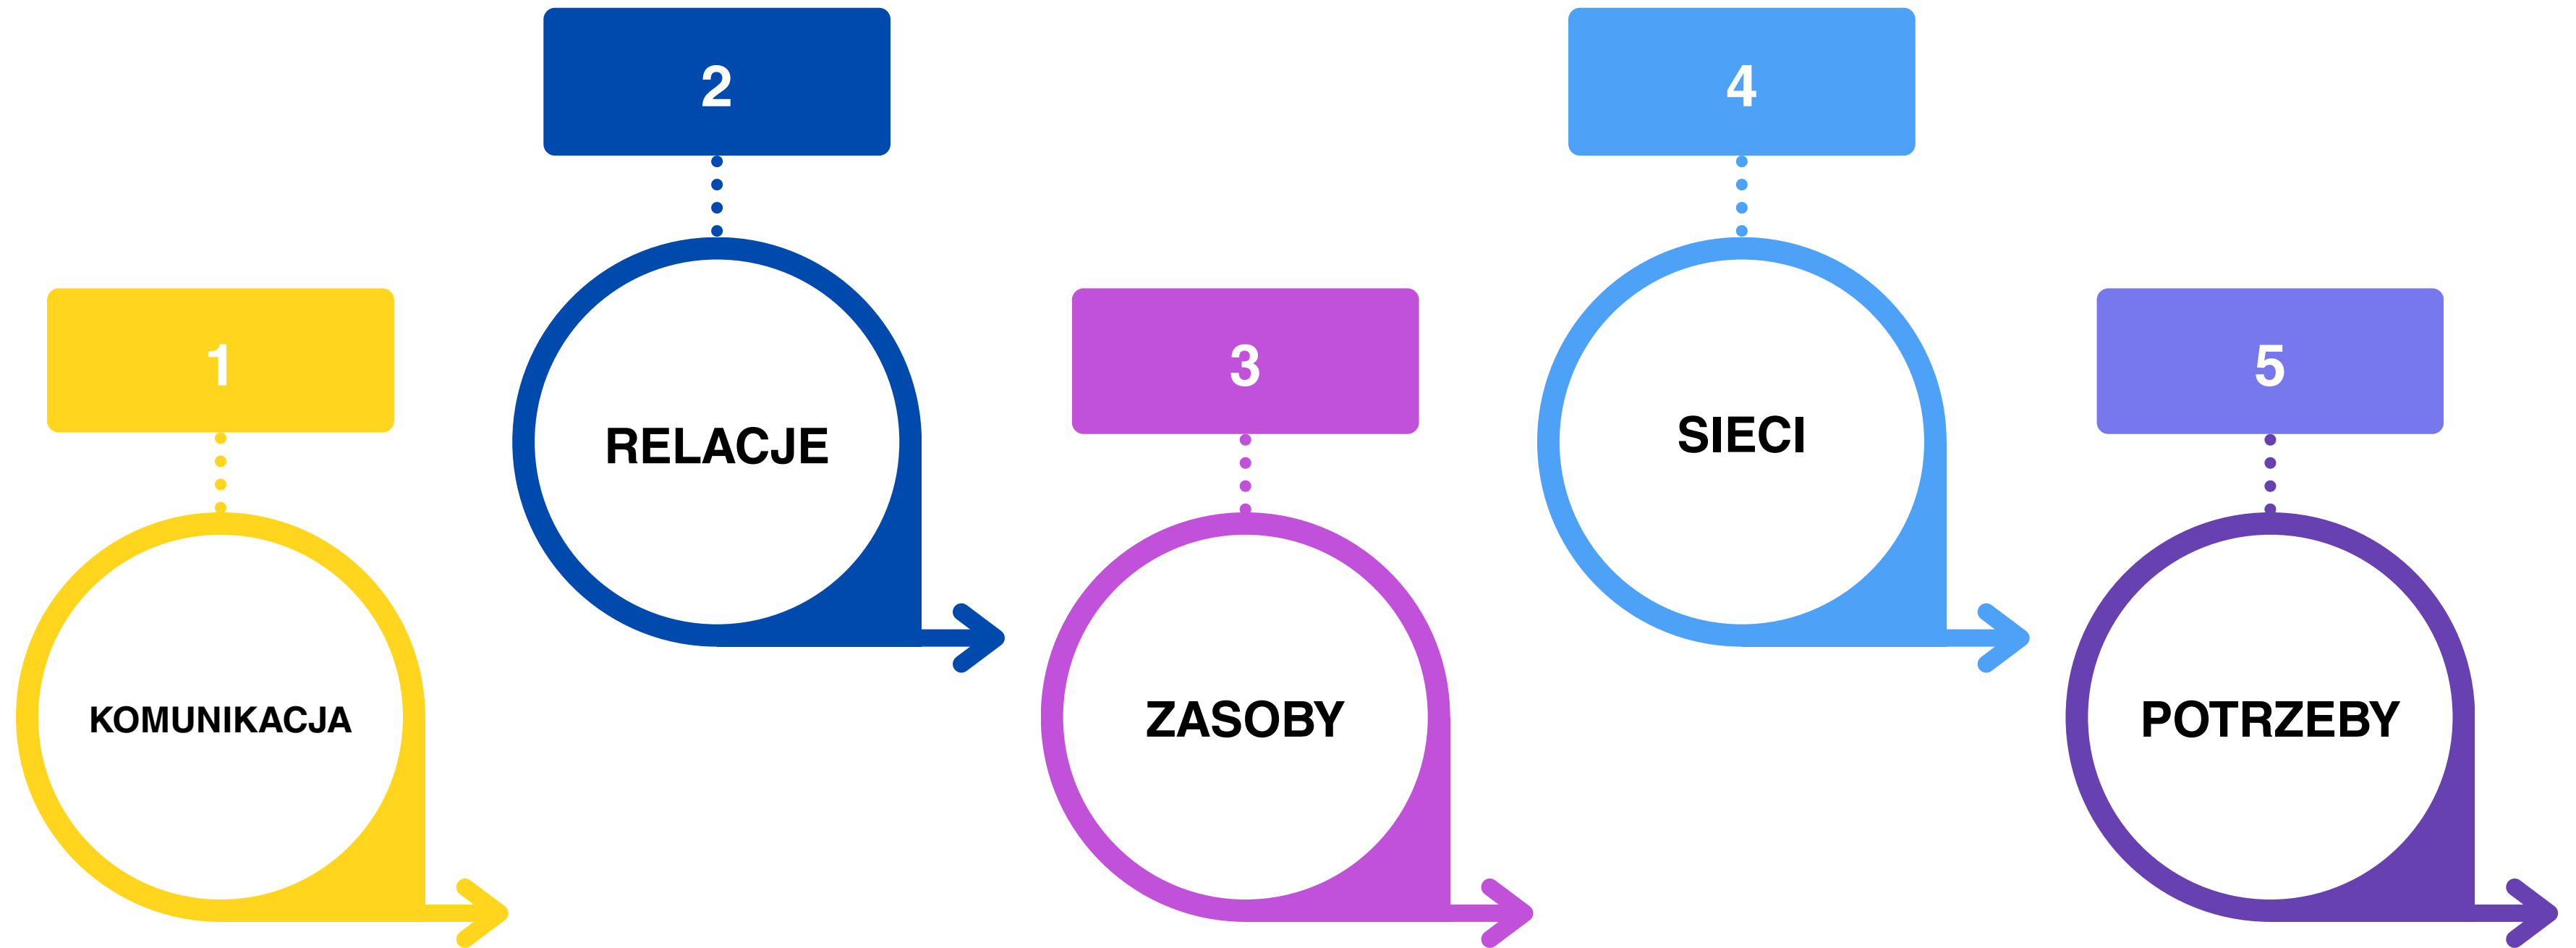 1
KOMUNIKACJA
2
RELACJE
3
ZASOBY
4
SIECI
5
POTRZEBY